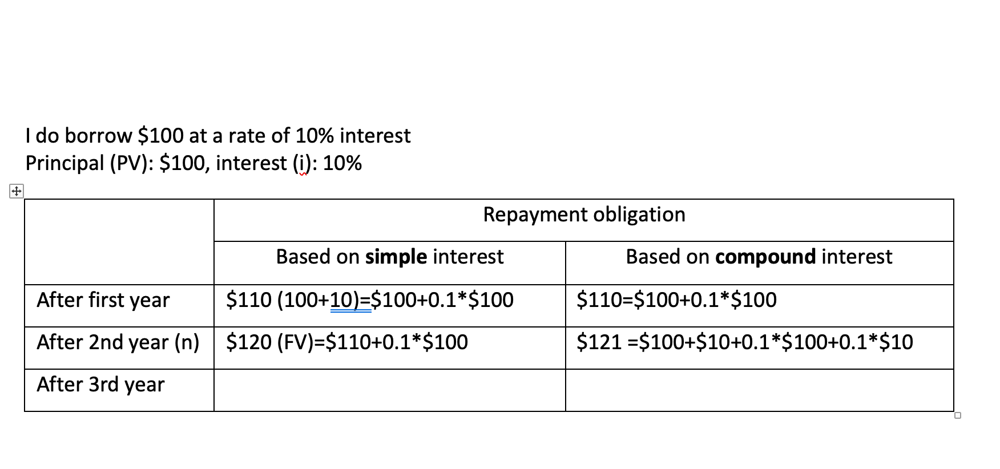 I do borrow $100 at a rate of 10% interest
Principal (PV): $100, interest (i): 10%
Repayment obligation
Based on simple interest
Based on compound interest
After first year
$110 (100+10)=$100+0.1*$100
$110=$100+0.1*$100
After 2nd year (n)
$120 (FV)=$110+0.1*$100
$121 =$100+$10+0.1*$100+0.1*$10
After 3rd year